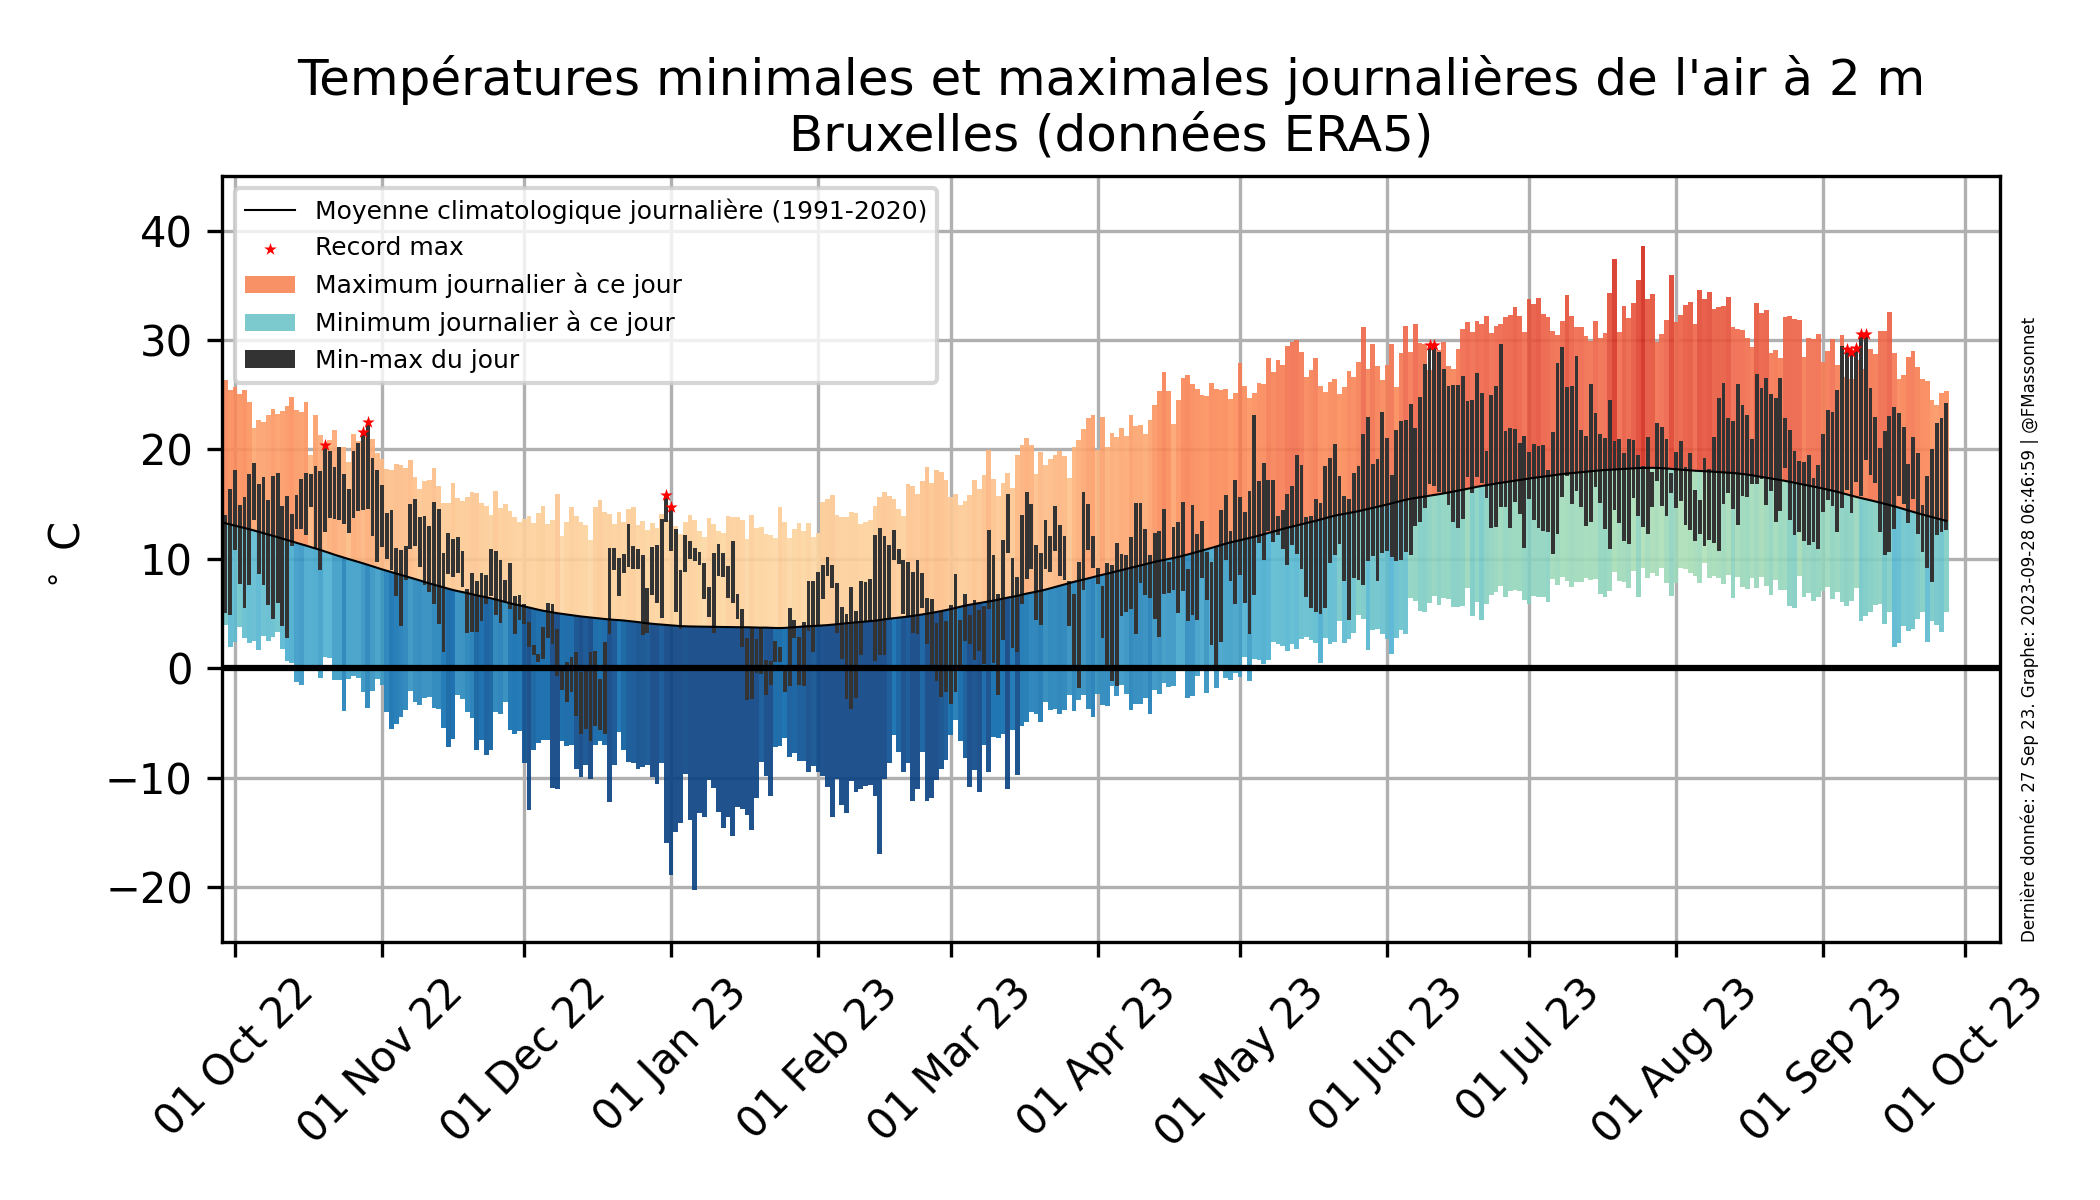 Températures minimales et maximales journalières de l'air à 2 m
Bruxelles (données ERA5)
Moyenne climatologique journalière (1991-2020)
Record max
Maximum journalier à ce jour
Minimum journalier à ce jour
Min-max du jour
° C
40
30
20
10
0
−10
−20
01 Oct 22
01 Nov 22
01 Dec 22
01 Jan 23
01 Feb 23
01 Mar 23
01 Apr 23
01 May 23
01 Jun 23
01 Jul 23
01 Aug 23
01 Sep 23
01 Oct 23
Dernière donnée: 27 Sep 23. Graphe: 2023-09-28 06:46:59 | @FMassonnet